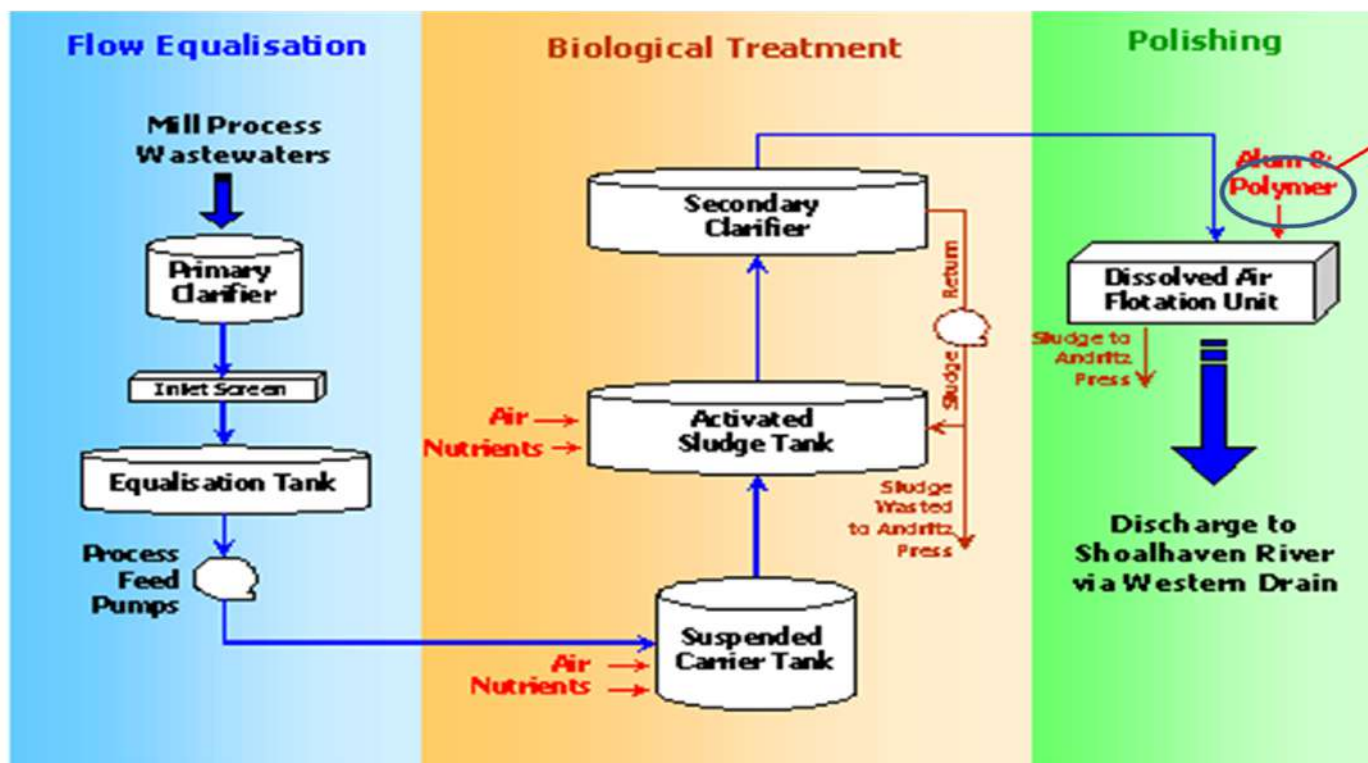 Flow Equalisation
Biological Treatment
Polishing
Mill Process
Wastewaters
Primary
Clarifier
Inlet Screen
Equalisation Tank
Process
Feed
Pumps
Secondary
Clarifier
Return
Sludge
Air
Nutrients
Activated
Sludge Tank
Sludge
Wasted
to Andritz
Press
Suspended
Carrier Tank
Air
Nutrients
Alum &
Polymer
Dissolved Air
Flotation Unit
Sludge to
Andritz
Press
Discharge to
Shoalhaven River
via Western Drain